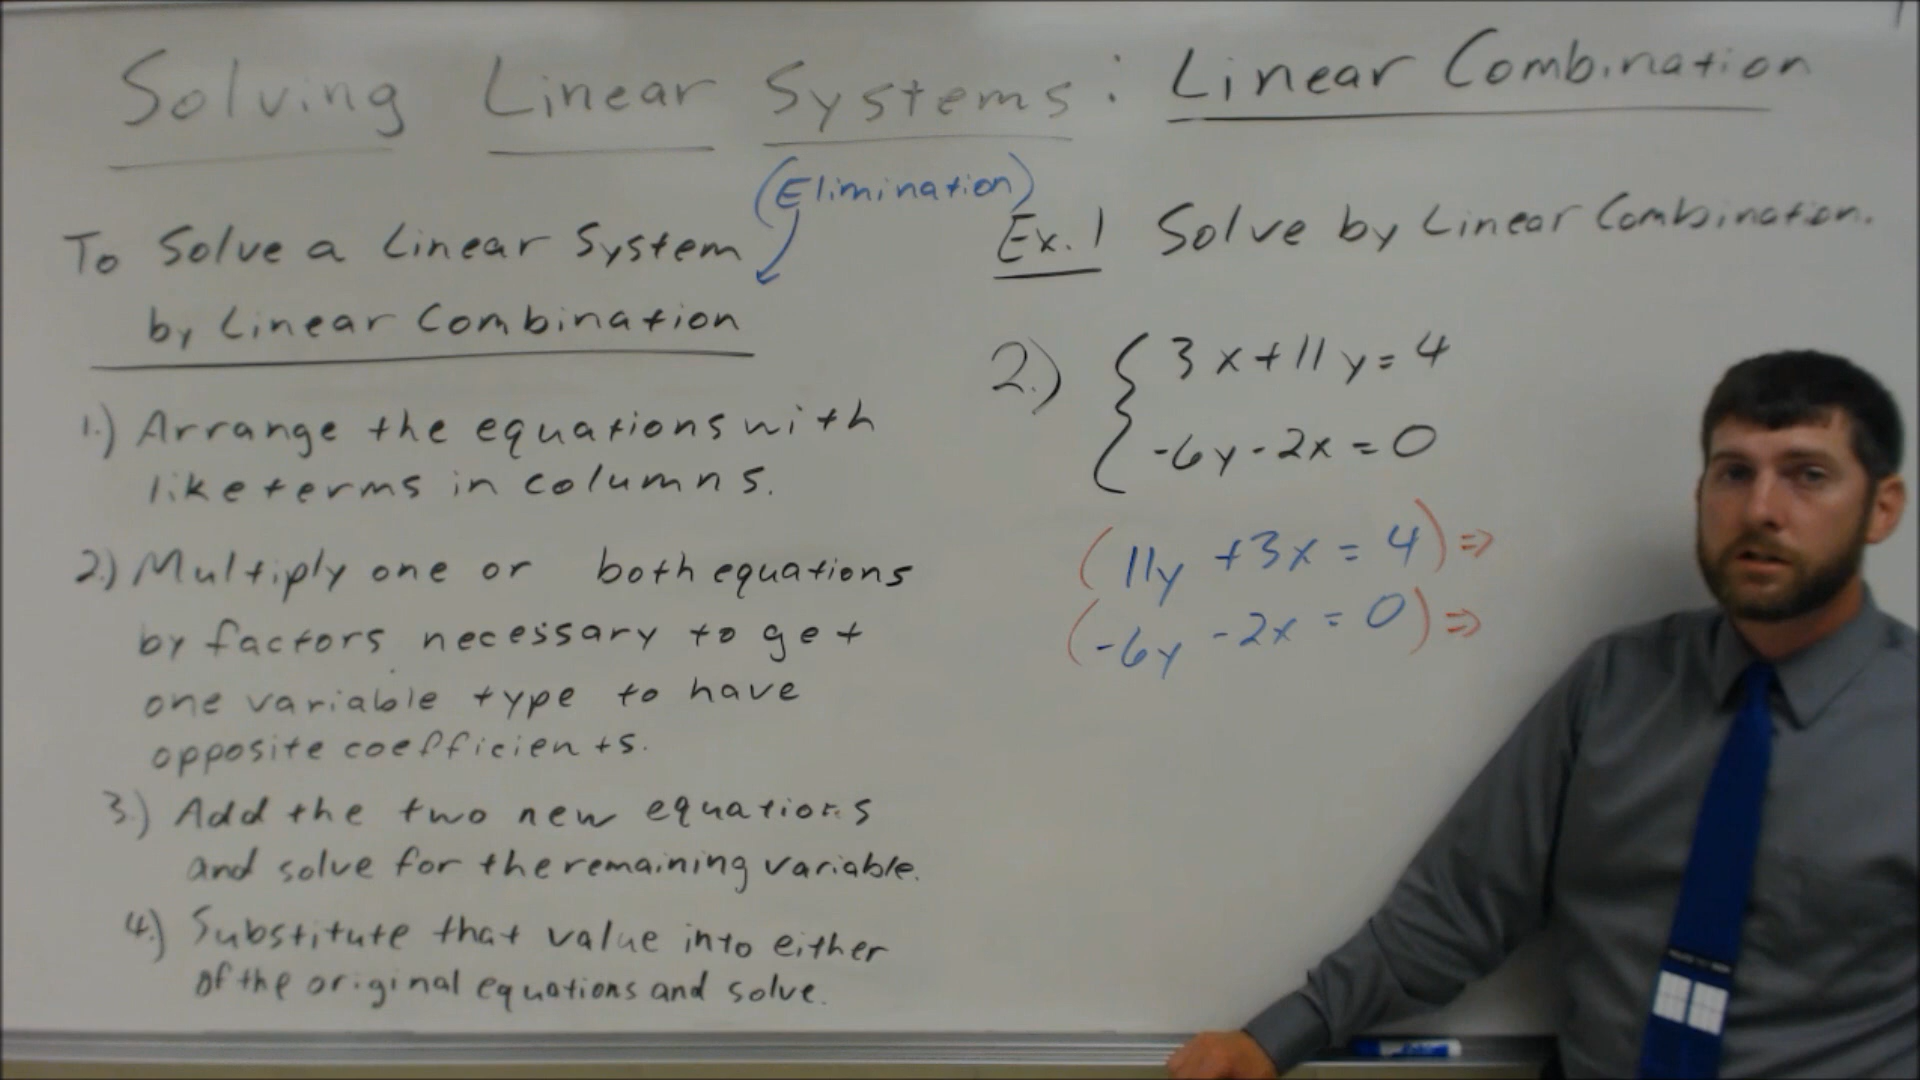 Solving Linear Systems: Linear Combination
(Elimination)
To Solve a Linear System
by Linear Combination
1.) Arrange the equations with
like terms in columns.
2.) Multiply one or both equations
by factors necessary to get
one variable type to have
opposite coefficients.
3.) Add the two new equations
and solve for the remaining variable.
4.) Substitute that value into either
of the original equations and solve.
Ex. 1 Solve by Linear Combination.
2.) { 3x+11y=4
-6y-2x=0
(11y+3x=4)⇒
(-6y-2x=0)⇒